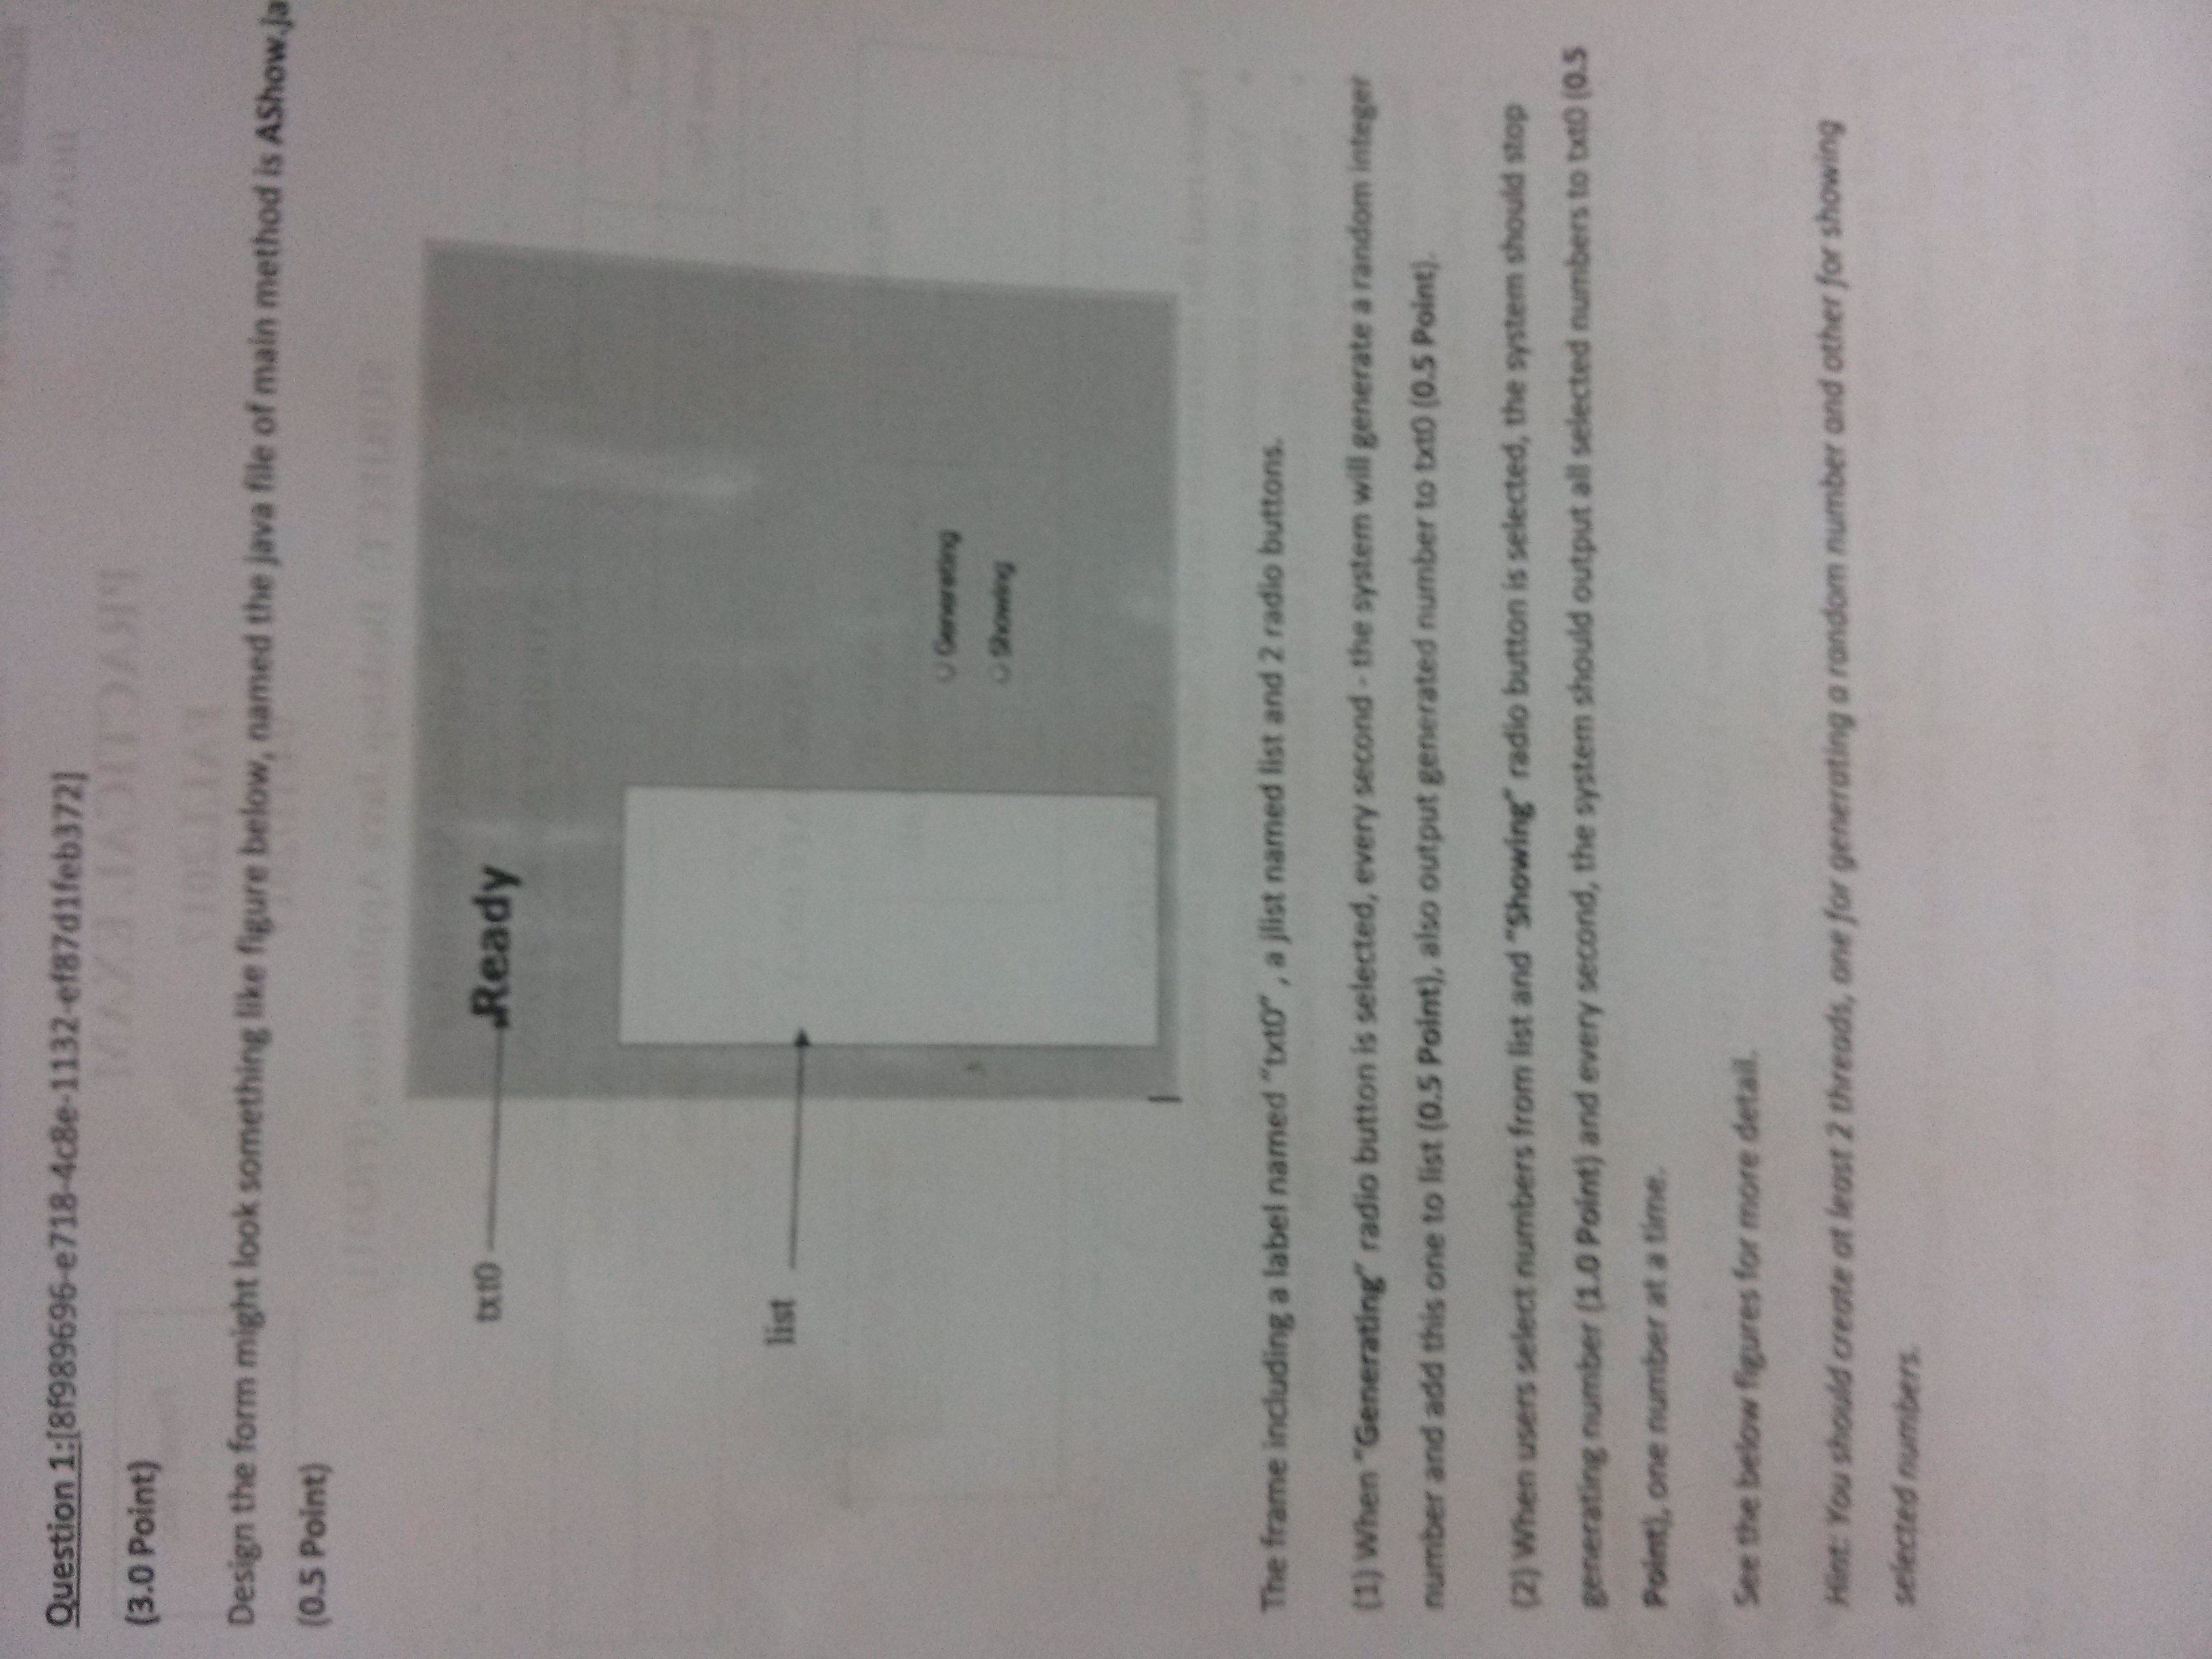 Question 1:[8f989696-e718-4c8e-1132-ef87d1feb372]
(3.0 Point)
Design the form might look something like figure below, named the java file of main method is AShow.ja
(0.5 Point)
txt0
Ready
list
Generating
Showing
The frame including a label named "txt0" , a jlist named list and 2 radio buttons.
(1) When "Generating" radio button is selected, every second - the system will generate a random integer
number and add this one to list (0.5 Point), also output generated number to txt0 (0.5 Point).
(2) When users select numbers from list and "Showing" radio button is selected, the system should stop
generating number (1.0 Point) and every second, the system should output all selected numbers to txt0 (0.5
Point), one number at a time.
See the below figures for more detail.
Hint: You should create at least 2 threads, one for generating a random number and other for showing
selected numbers.